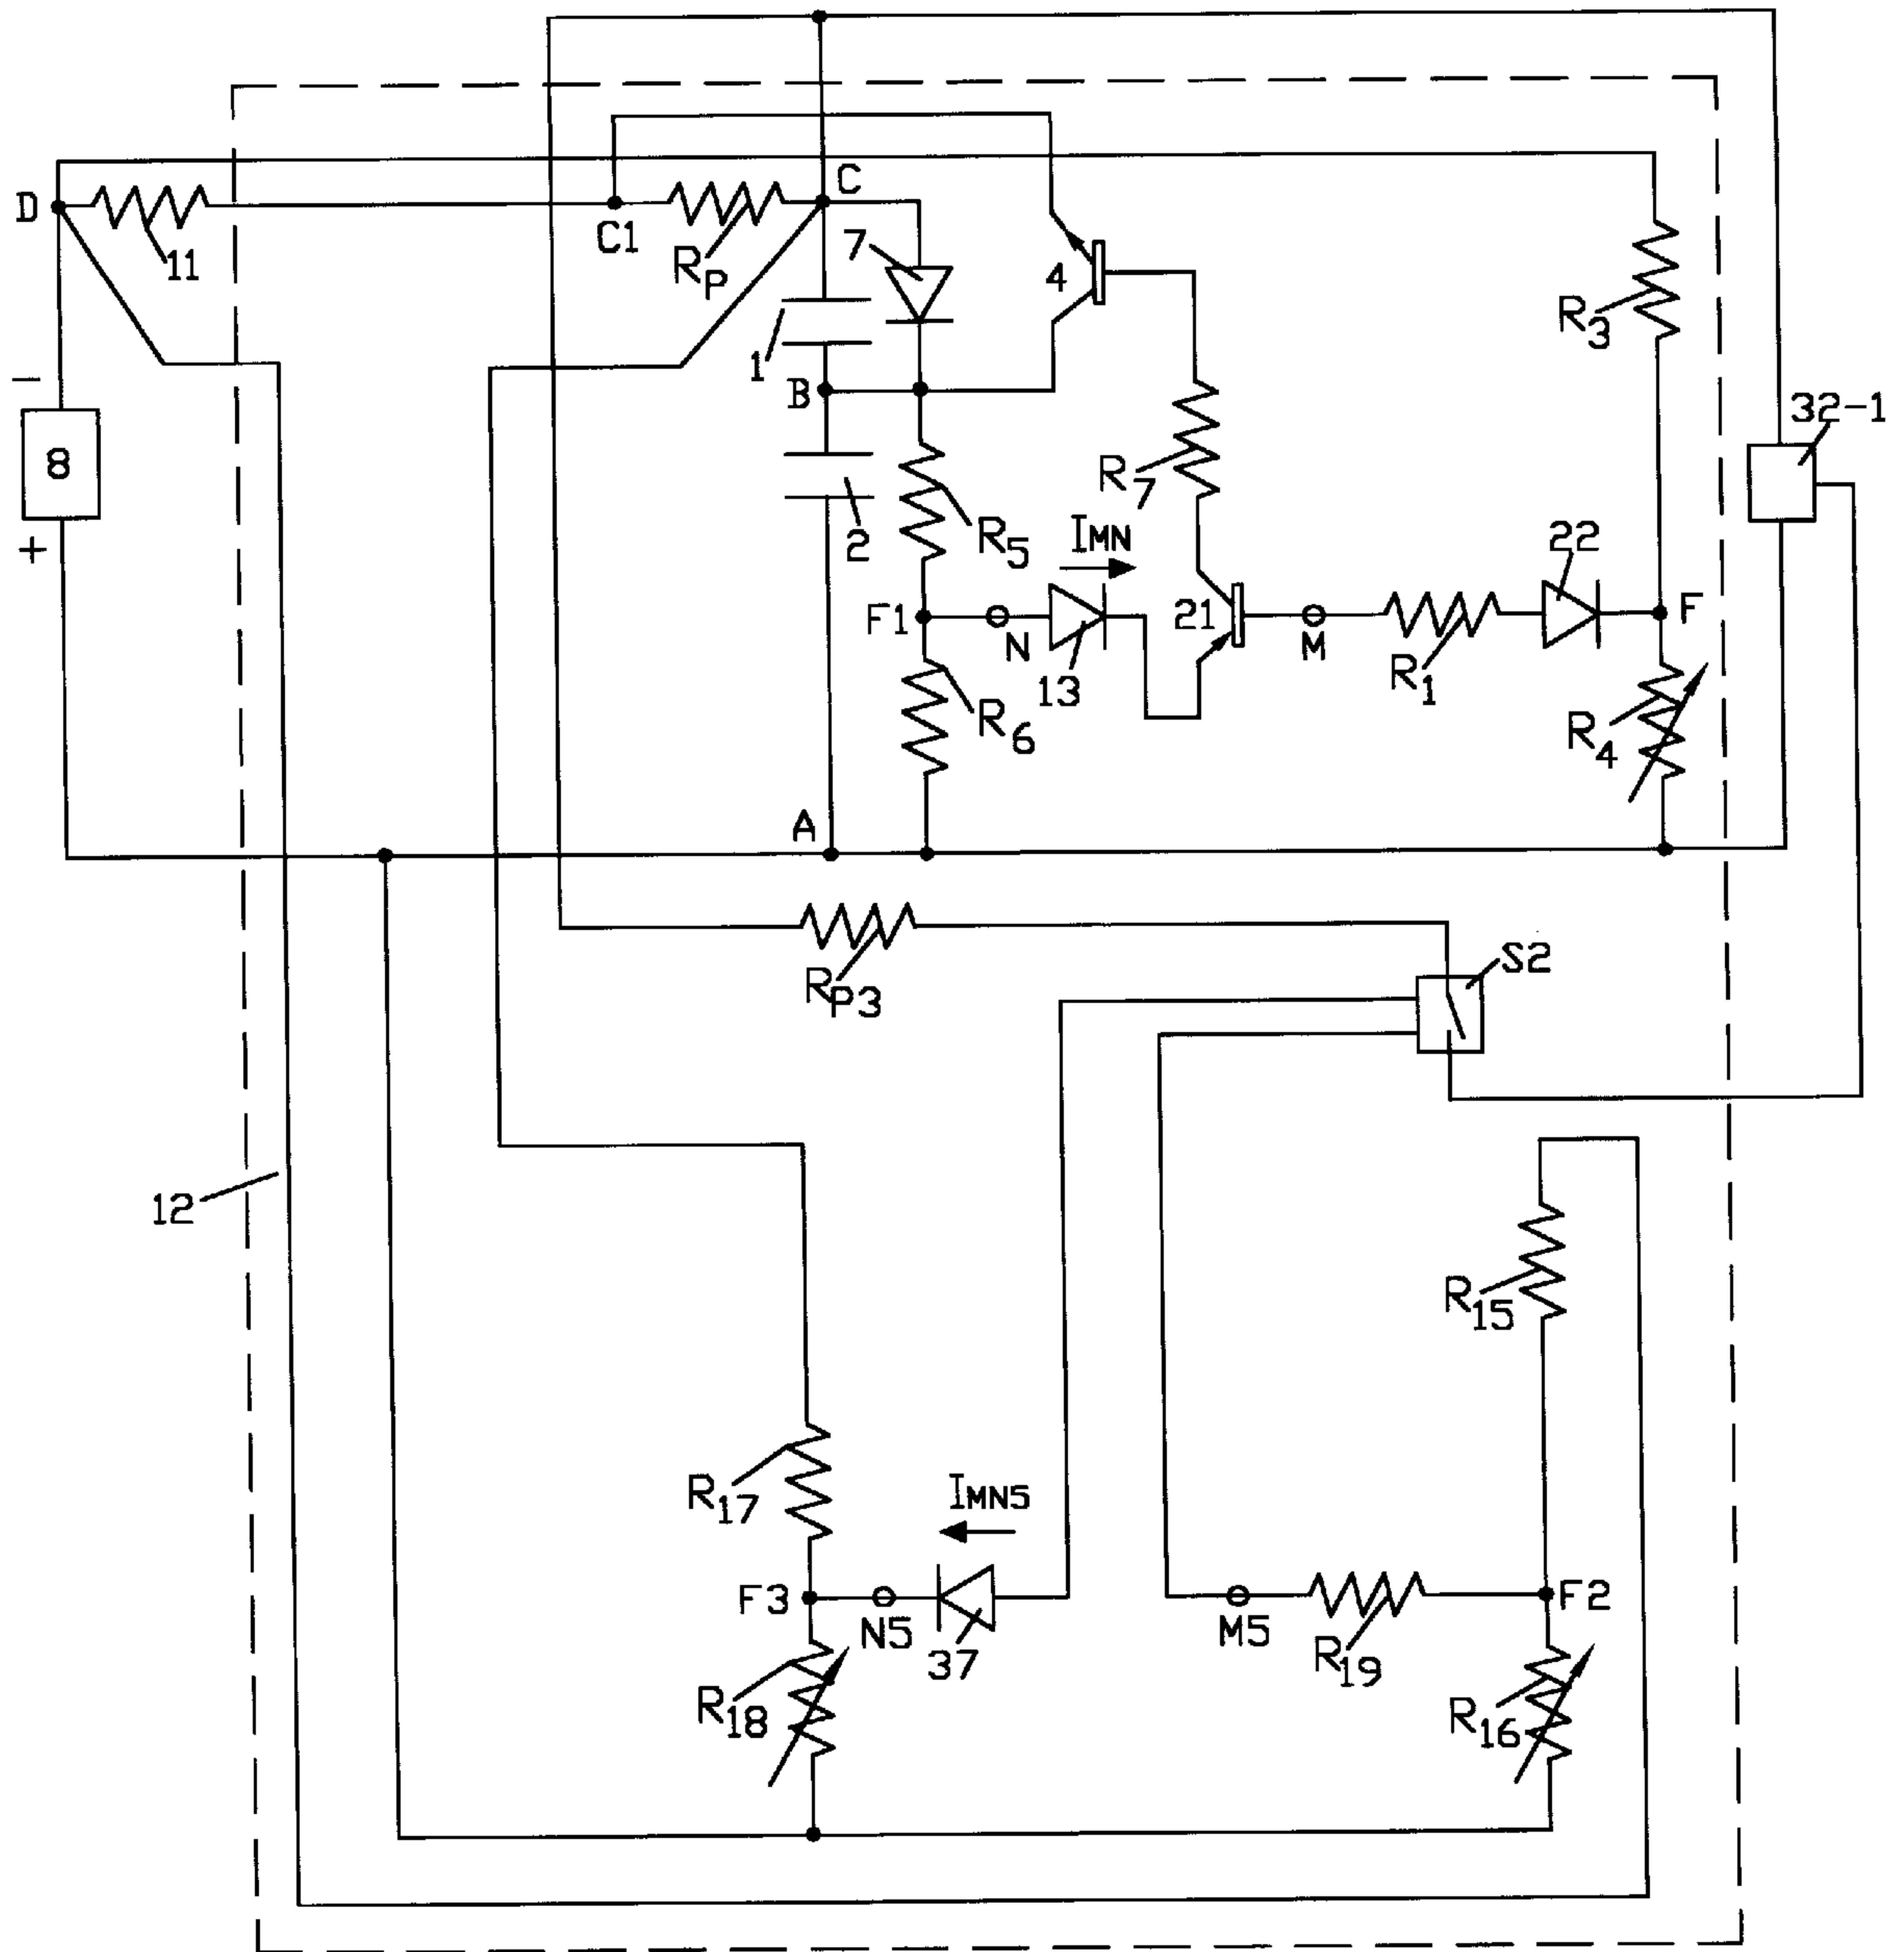 D
11
C1
RP
C
7
4
R3
1
B
−
8
+
2
R5
R7
IMN
32-1
22
F1
N
13
21
M
R1
F
R6
R4
A
RP3
S2
12
R15
R17
IMN5
F3
N5
37
M5
R19
F2
R18
R16